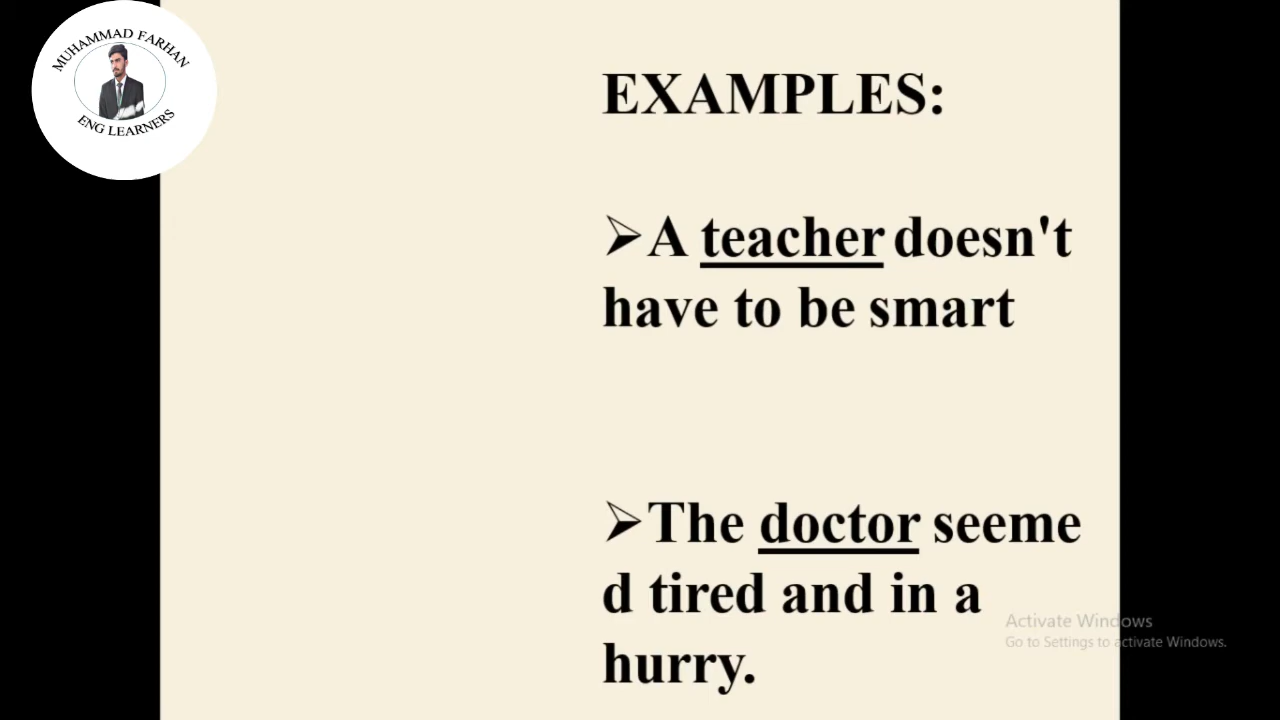 MUHAMMAD FARHAN
ENG LEARNERS
EXAMPLES:
➢A teacher doesn't
have to be smart
➢The doctor seeme
d tired and in a
hurry.
Activate Windows
Go to Settings to activate Windows.